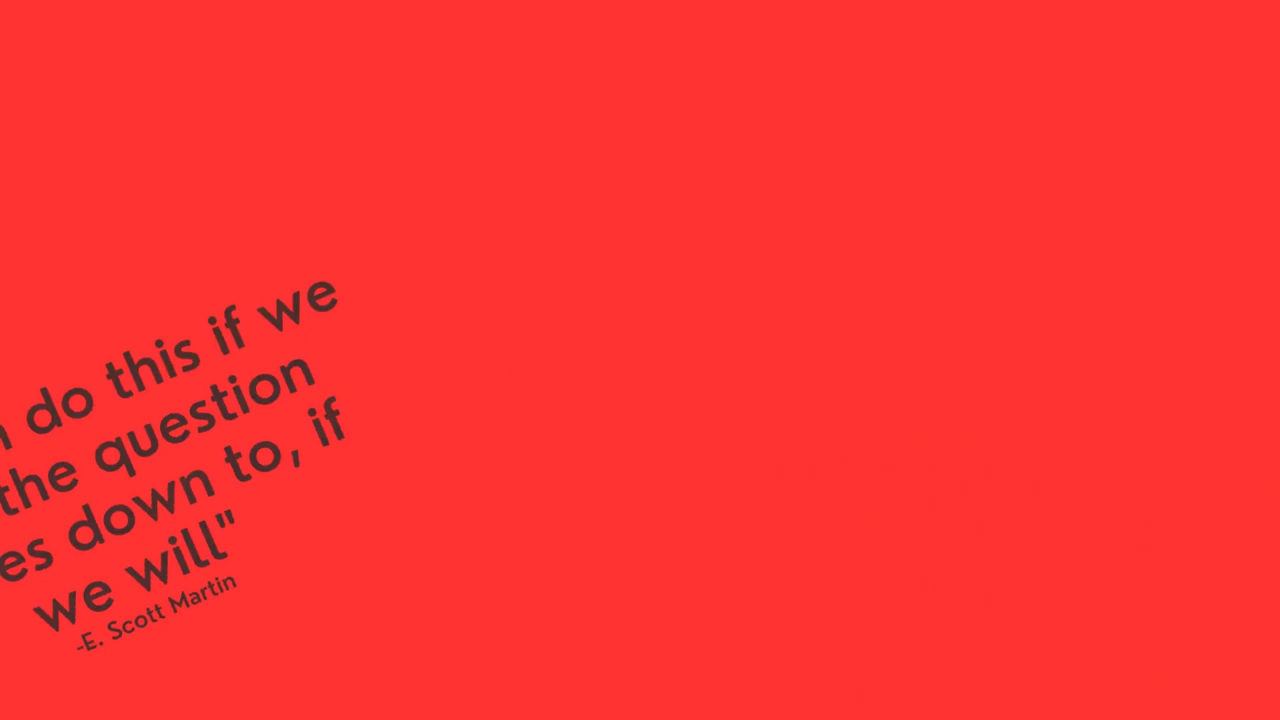 do this if we
the question
es down to, if
we will"
-E. Scott Martin